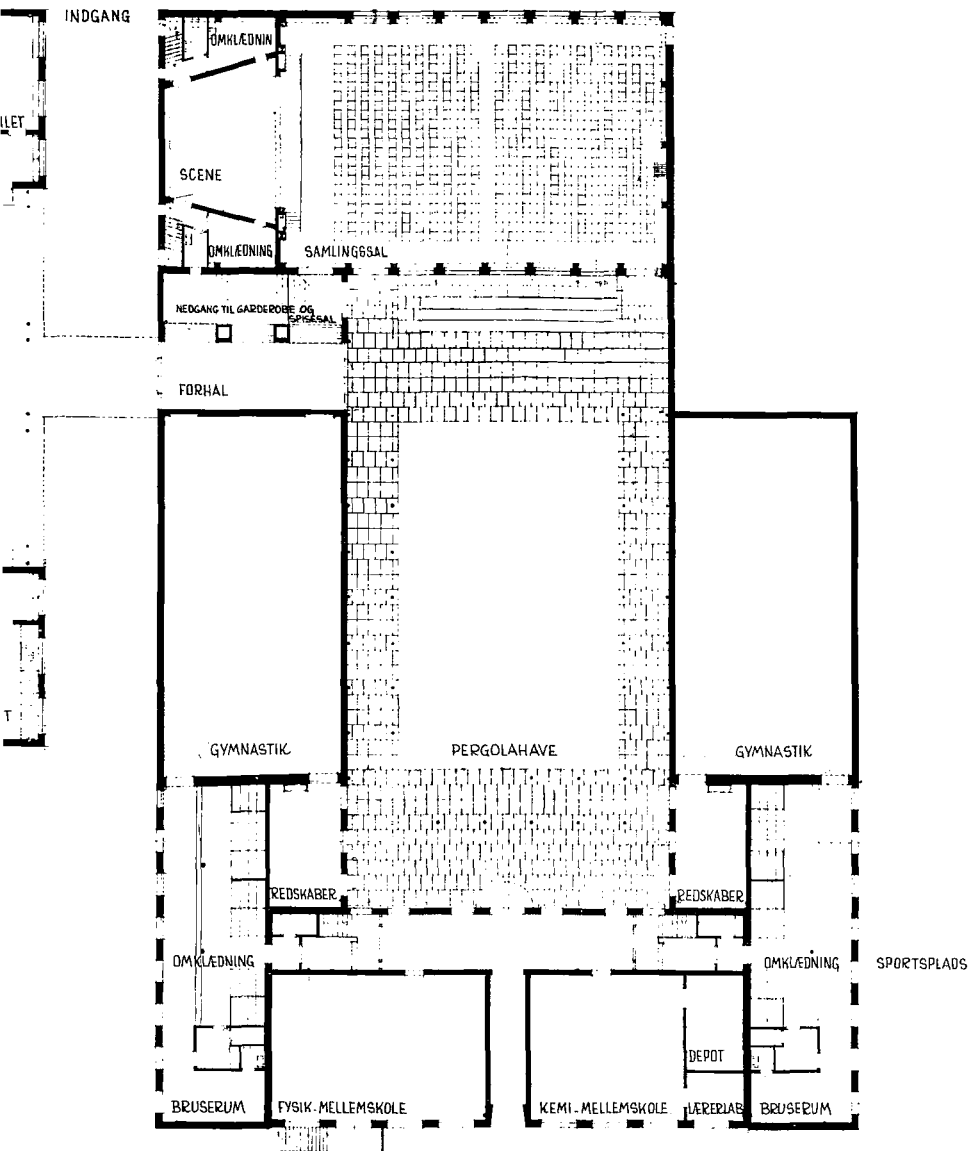 INDGANG
OMKLÆDNIN
LLET
SCENE
OMKLÆDNING
SAMLINGSSAL
NEDGANG TIL GARDEROBE OG
SPISESAL
FORHAL
T
GYMNASTIK
PERGOLAHAVE
GYMNASTIK
REDSKABER
REDSKABER
OMKLÆDNING
OMKLÆDNING
SPORTSPLADS
DEPOT
BRUSERUM
FYSIK-MELLEMSKOLE
KEMI-MELLEMSKOLE
LÆRERLAB
BRUSERUM